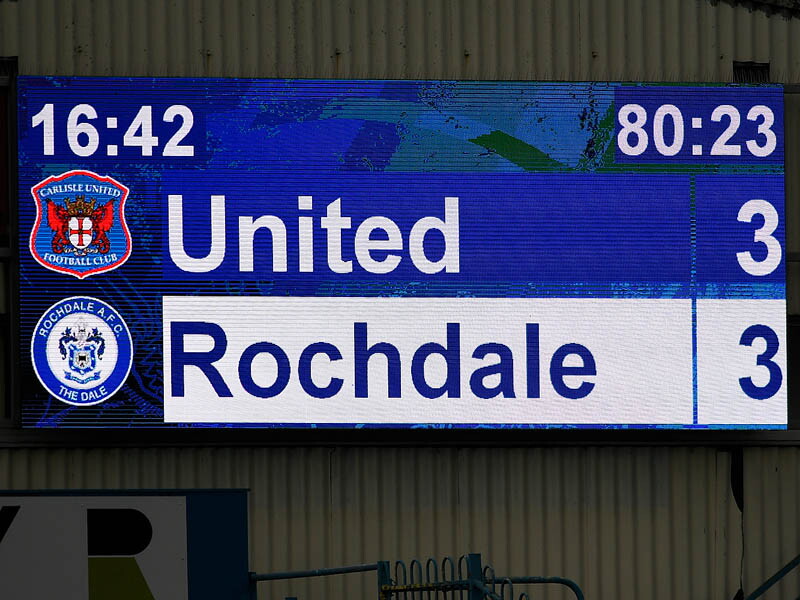 16:42 80:23
CARLISLE UNITED
FOOTBALL CLUB
United 3
ROCHDALE A.F.C.
THE DALE
Rochdale 3
R